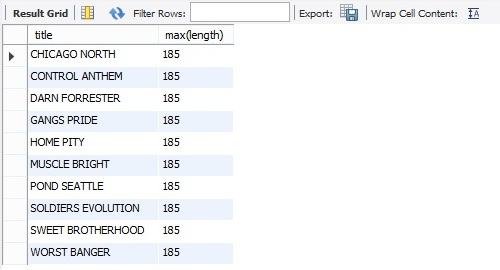 Result Grid Filter Rows: Export: Wrap Cell Content:
title max(length)
CHICAGO NORTH 185
CONTROL ANTHEM 185
DARN FORRESTER 185
GANGS PRIDE 185
HOME PITY 185
MUSCLE BRIGHT 185
POND SEATTLE 185
SOLDIERS EVOLUTION 185
SWEET BROTHERHOOD 185
WORST BANGER 185